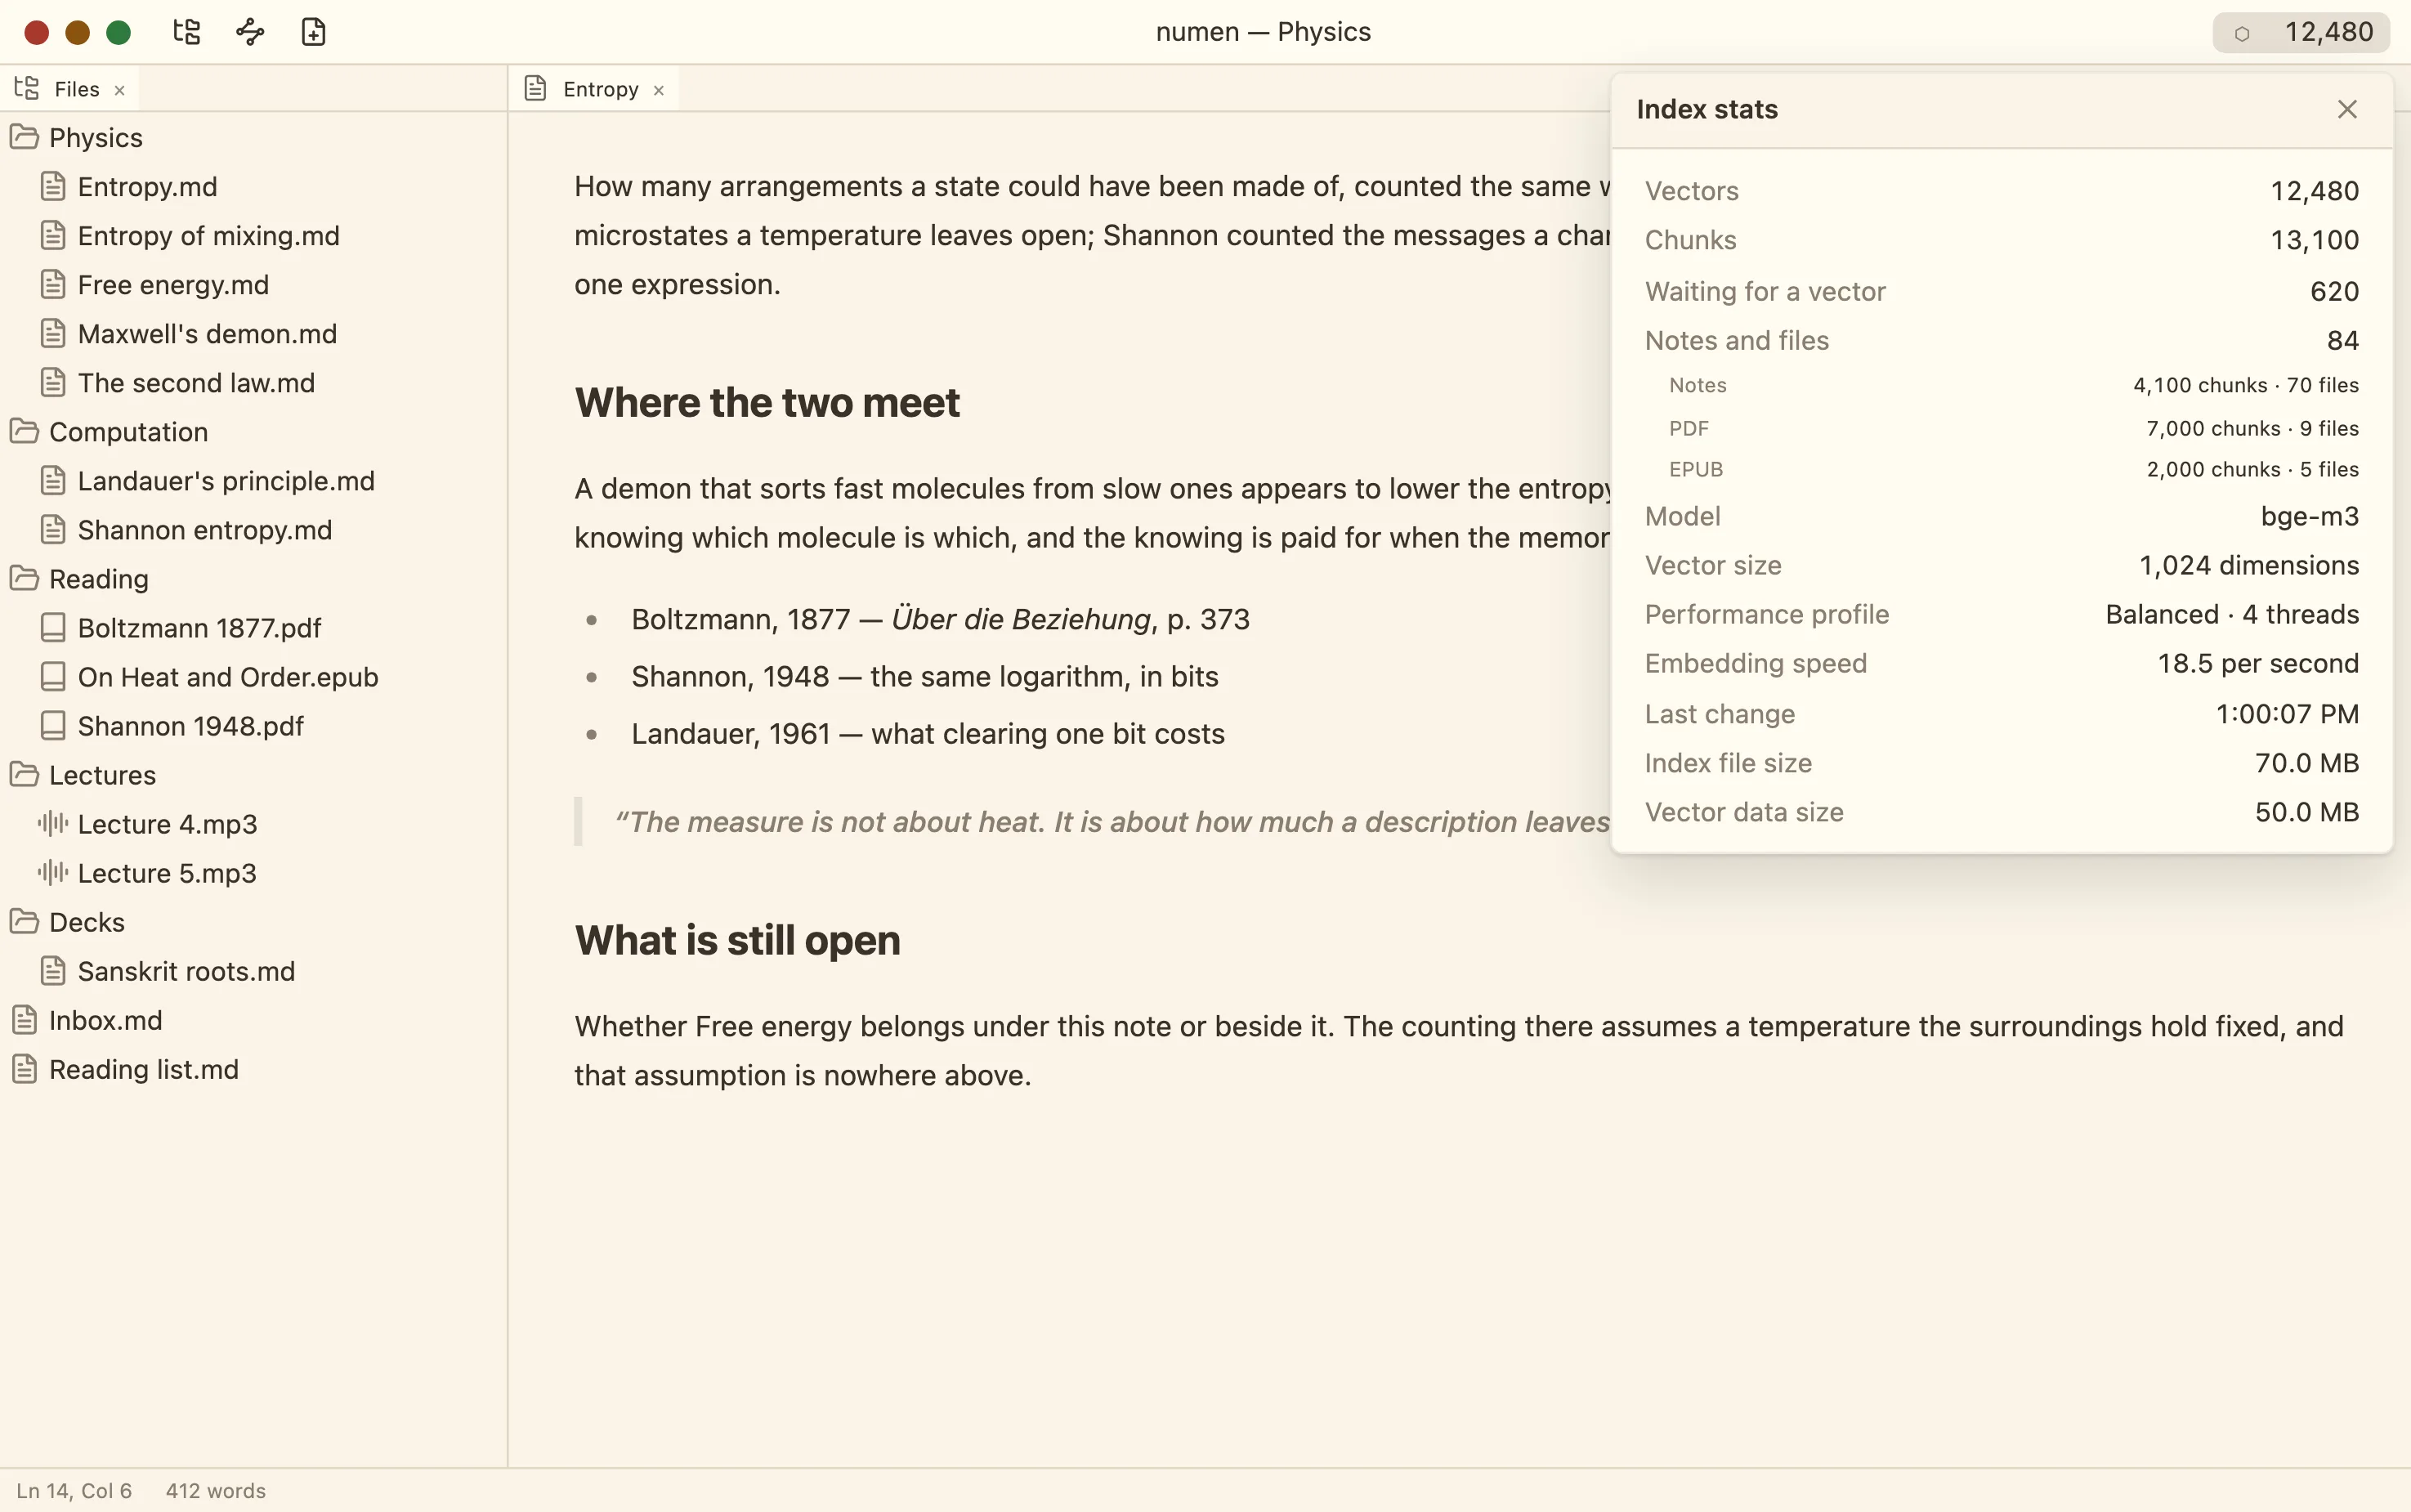 numen — Physics
12,480
Files
Entropy
Physics
Entropy.md
Entropy of mixing.md
Free energy.md
Maxwell's demon.md
The second law.md
Computation
Landauer's principle.md
Shannon entropy.md
Reading
Boltzmann 1877.pdf
On Heat and Order.epub
Shannon 1948.pdf
Lectures
Lecture 4.mp3
Lecture 5.mp3
Decks
Sanskrit roots.md
Inbox.md
Reading list.md
How many arrangements a state could have been made of, counted the same
microstates a temperature leaves open; Shannon counted the messages a
one expression.
Where the two meet
A demon that sorts fast molecules from slow ones appears to lower the entropy
knowing which molecule is which, and the knowing is paid for when the
• Boltzmann, 1877 — Über die Beziehung, p. 373
• Shannon, 1948 — the same logarithm, in bits
• Landauer, 1961 — what clearing one bit costs
“The measure is not about heat. It is about how much a description leaves
What is still open
Whether Free energy belongs under this note or beside it. The counting there assumes a temperature the surroundings hold fixed, and
that assumption is nowhere above.
Index stats
Vectors 12,480
Chunks 13,100
Waiting for a vector 620
Notes and files 84
Notes 4,100 chunks · 70 files
PDF 7,000 chunks · 9 files
EPUB 2,000 chunks · 5 files
Model bge-m3
Vector size 1,024 dimensions
Performance profile Balanced · 4 threads
Embedding speed 18.5 per second
Last change 1:00:07 PM
Index file size 70.0 MB
Vector data size 50.0 MB
Ln 14, Col 6 412 words